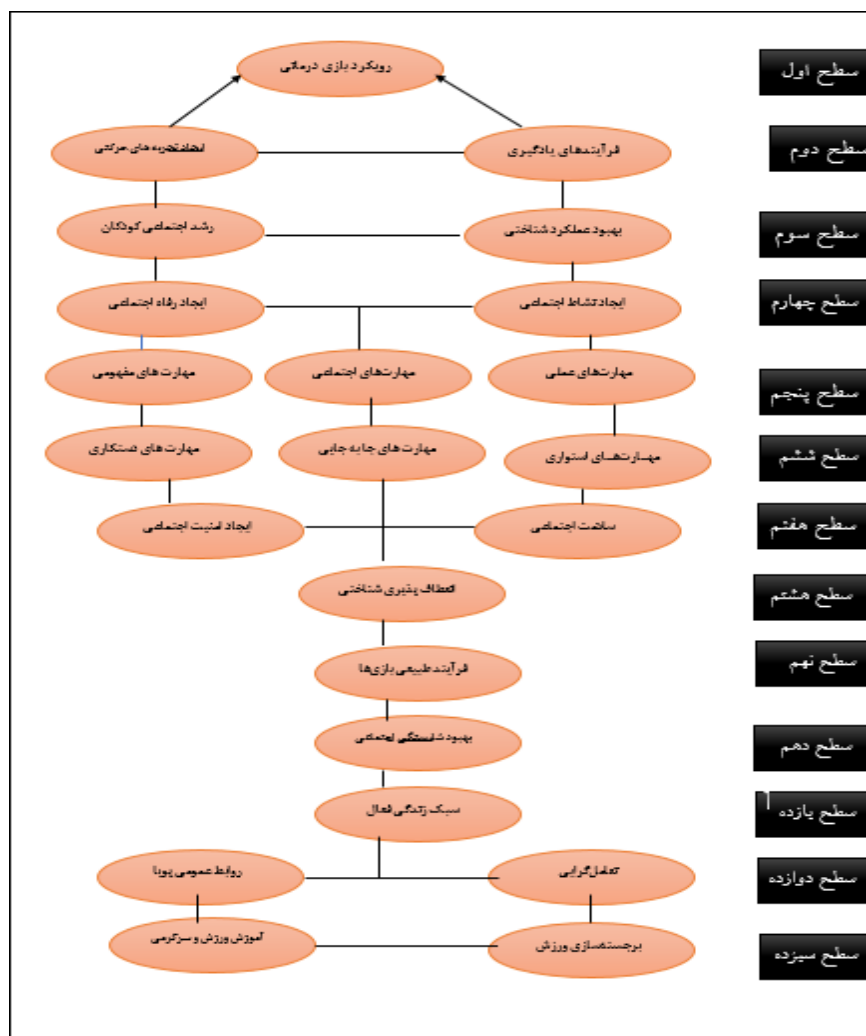 رویکرد بازی درمانی
سطح اول
فرآیندهای یادگیری
ایجاد تجربه‌های حرکتی
سطح دوم
بهبود عملکرد شناختی
رشد اجتماعی کودکان
سطح سوم
ایجاد نشاط اجتماعی
ایجاد رفاه اجتماعی
سطح چهارم
مهارت‌های عملی
مهارت‌های اجتماعی
مهارت‌های مفهومی
سطح پنجم
مهارت‌های استواری
مهارت‌های جا به جایی
مهارت‌های دستکاری
سطح ششم
سلامت اجتماعی
ایجاد امنیت اجتماعی
سطح هفتم
انعطاف پذیری شناختی
سطح هشتم
فرآیند طبیعی بازی‌ها
سطح نهم
بهبود شایستگی اجتماعی
سطح دهم
سبک زندگی فعال
سطح یازده
تعامل‌گرایی
روابط عمومی پویا
سطح دوازده
برجسته‌سازی ورزش
آموزش ورزش و سرگرمی
سطح سیزده